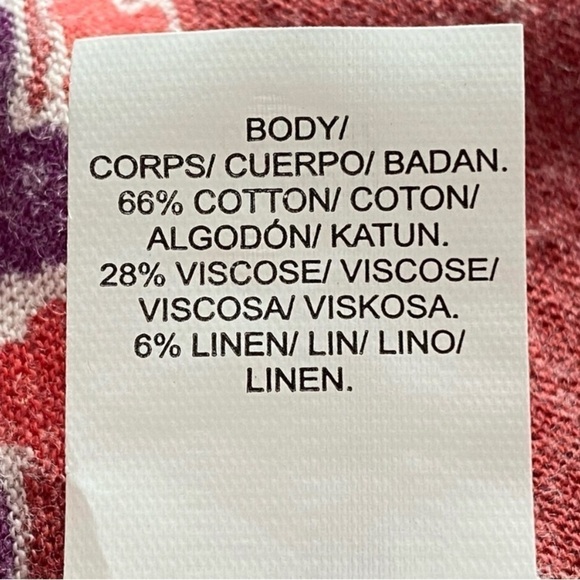 BODY/
CORPS/ CUERPO/ BADAN.
66% COTTON/ COTON/
ALGODÓN/ KATUN.
28% VISCOSE/ VISCOSE/
VISCOSA/ VISKOSA.
6% LINEN/ LIN/ LINO/
LINEN.